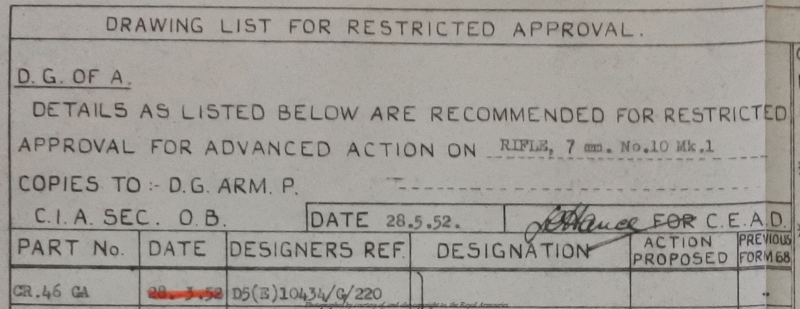 DRAWING LIST FOR RESTRICTED APPROVAL.
D. G. OF A.
DETAILS AS LISTED BELOW ARE RECOMMENDED FOR RESTRICTED
APPROVAL FOR ADVANCED ACTION ON RIFLE, 7 mm. No.10 Mk.1
COPIES TO :- D.G. ARM. P.
C.I.A. SEC. O.B. DATE 28.5.52. FOR C.E.A.D.
PART No. DATE DESIGNERS REF. DESIGNATION ACTION PROPOSED PREVIOUS FORM 68
CR.46 GA 28. 3.52 D5(E)10434/G/220